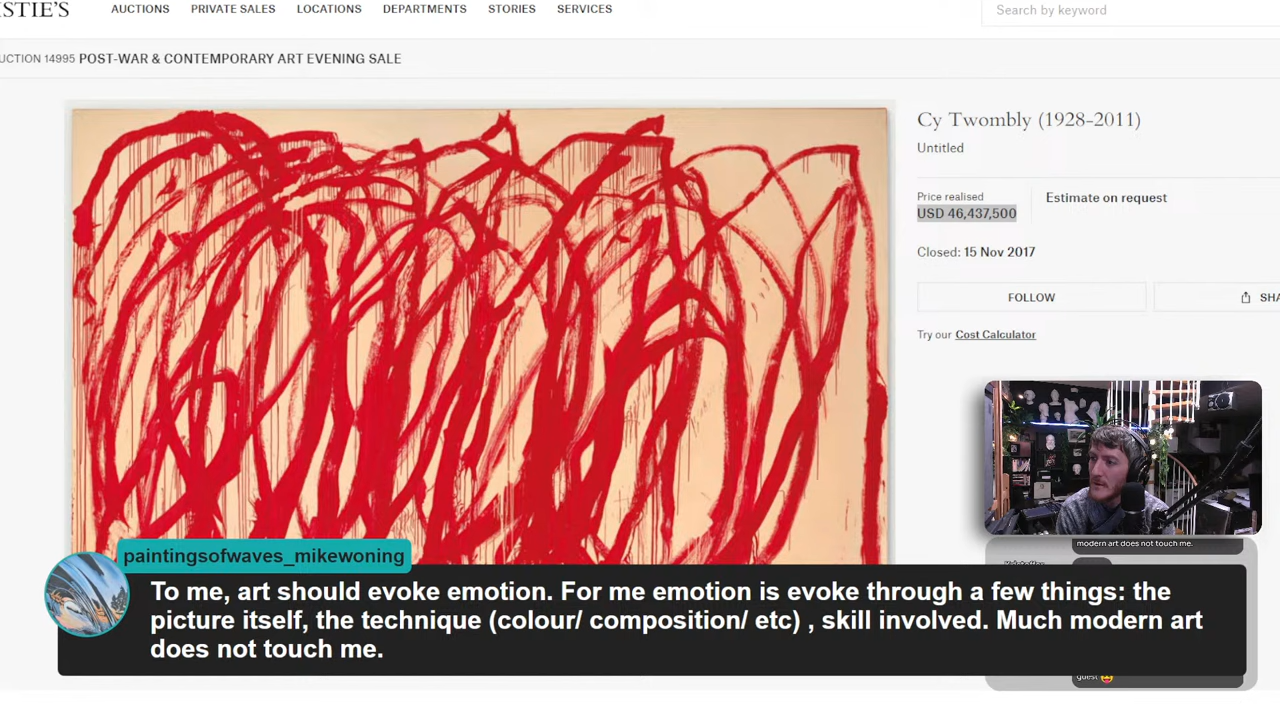 ISTIE'S
AUCTIONS
PRIVATE SALES
LOCATIONS
DEPARTMENTS
STORIES
SERVICES
Search by keyword
14995 POST-WAR & CONTEMPORARY ART EVENING SALE
Cy Twombly (1928-2011)
Untitled
Price realised
USD 46,437,500
Estimate on request
Closed: 15 Nov 2017
FOLLOW
SHA
Try our Cost Calculator
modern art does not touch me.
paintingsofwaves_mikewoning
To me, art should evoke emotion. For me emotion is evoke through a few things: the
picture itself, the technique (colour/ composition/ etc) , skill involved. Much modern art
does not touch me.
guest